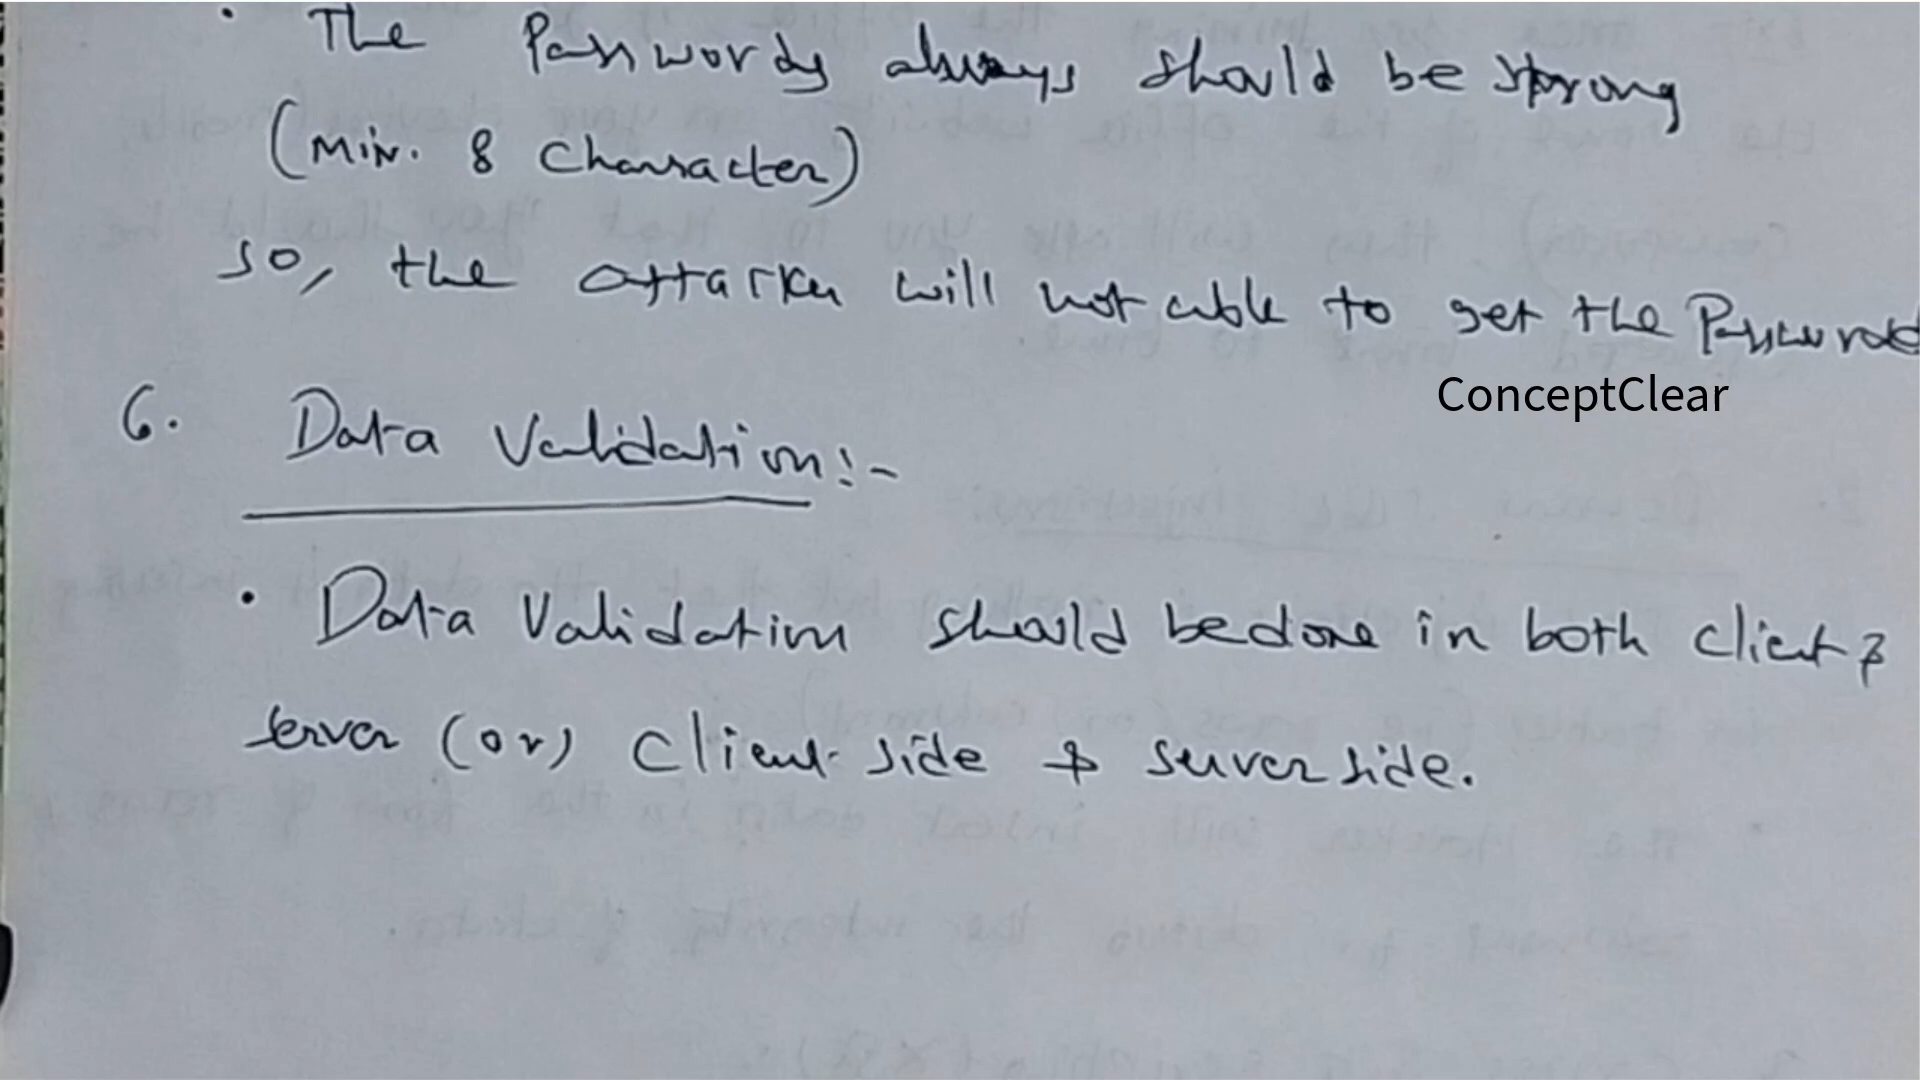 • The Passwords always should be strong
(Min. 8 Character)
so, the attacker will not able to get the Password
ConceptClear
6. Data Validation:-
• Data Validation should be done in both client &
server (or) Client side & server side.